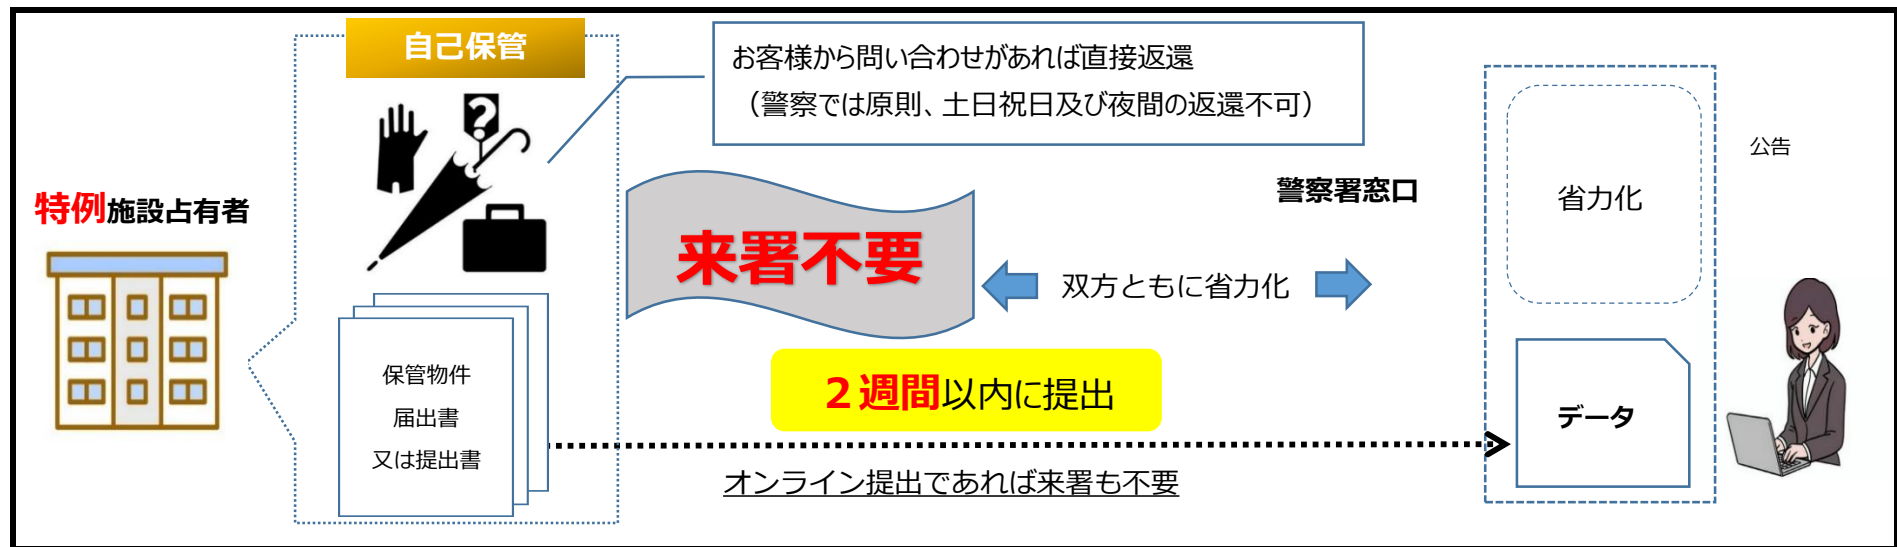 自己保管
お客様から問い合わせがあれば直接返還
（警察では原則、土日祝日及び夜間の返還不可）
?
特例施設占有者
来署不要
双方ともに省力化
警察署窓口
省力化
公告
保管物件
届出書
又は提出書
２週間以内に提出
オンライン提出であれば来署も不要
データ